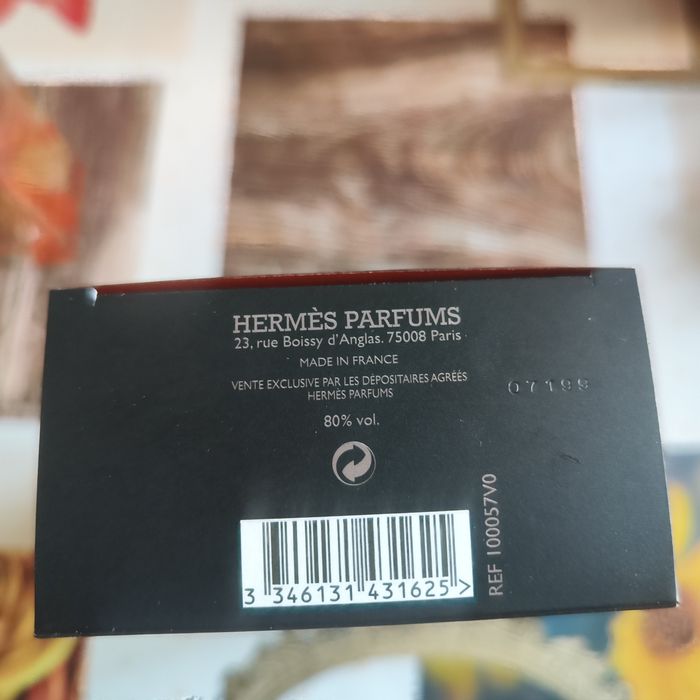 HERMÈS PARFUMS
23, rue Boissy d'Anglas. 75008 Paris
MADE IN FRANCE
VENTE EXCLUSIVE PAR LES DÉPOSITAIRES AGRÉÉS
HERMÈS PARFUMS
80% vol.
07199
REF 100057V0
3 346131 431625 >